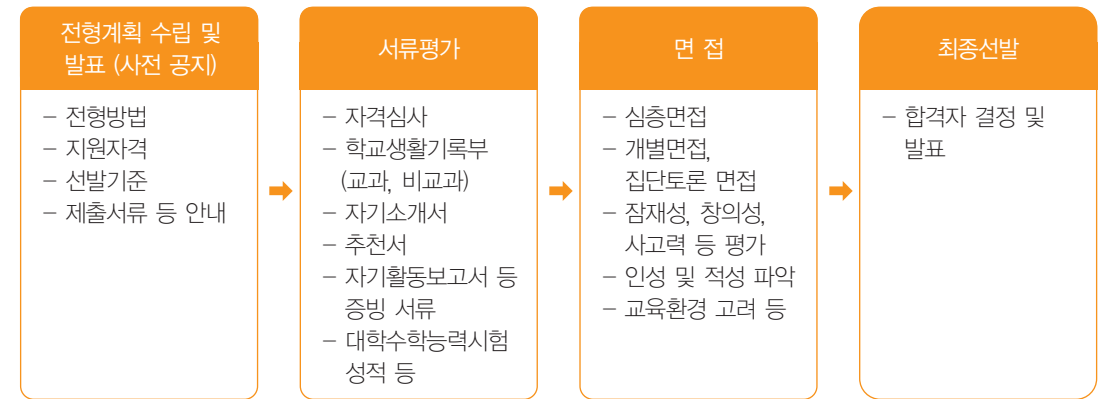 전형계획 수립 및
발표 (사전 공지)
– 전형방법
– 지원자격
– 선발기준
– 제출서류 등 안내
서류평가
– 자격심사
– 학교생활기록부
(교과, 비교과)
– 자기소개서
– 추천서
– 자기활동보고서 등
증빙 서류
– 대학수학능력시험
성적 등
면 접
– 심층면접
– 개별면접,
집단토론 면접
– 잠재성, 창의성,
사고력 등 평가
– 인성 및 적성 파악
– 교육환경 고려 등
최종선발
– 합격자 결정 및
발표